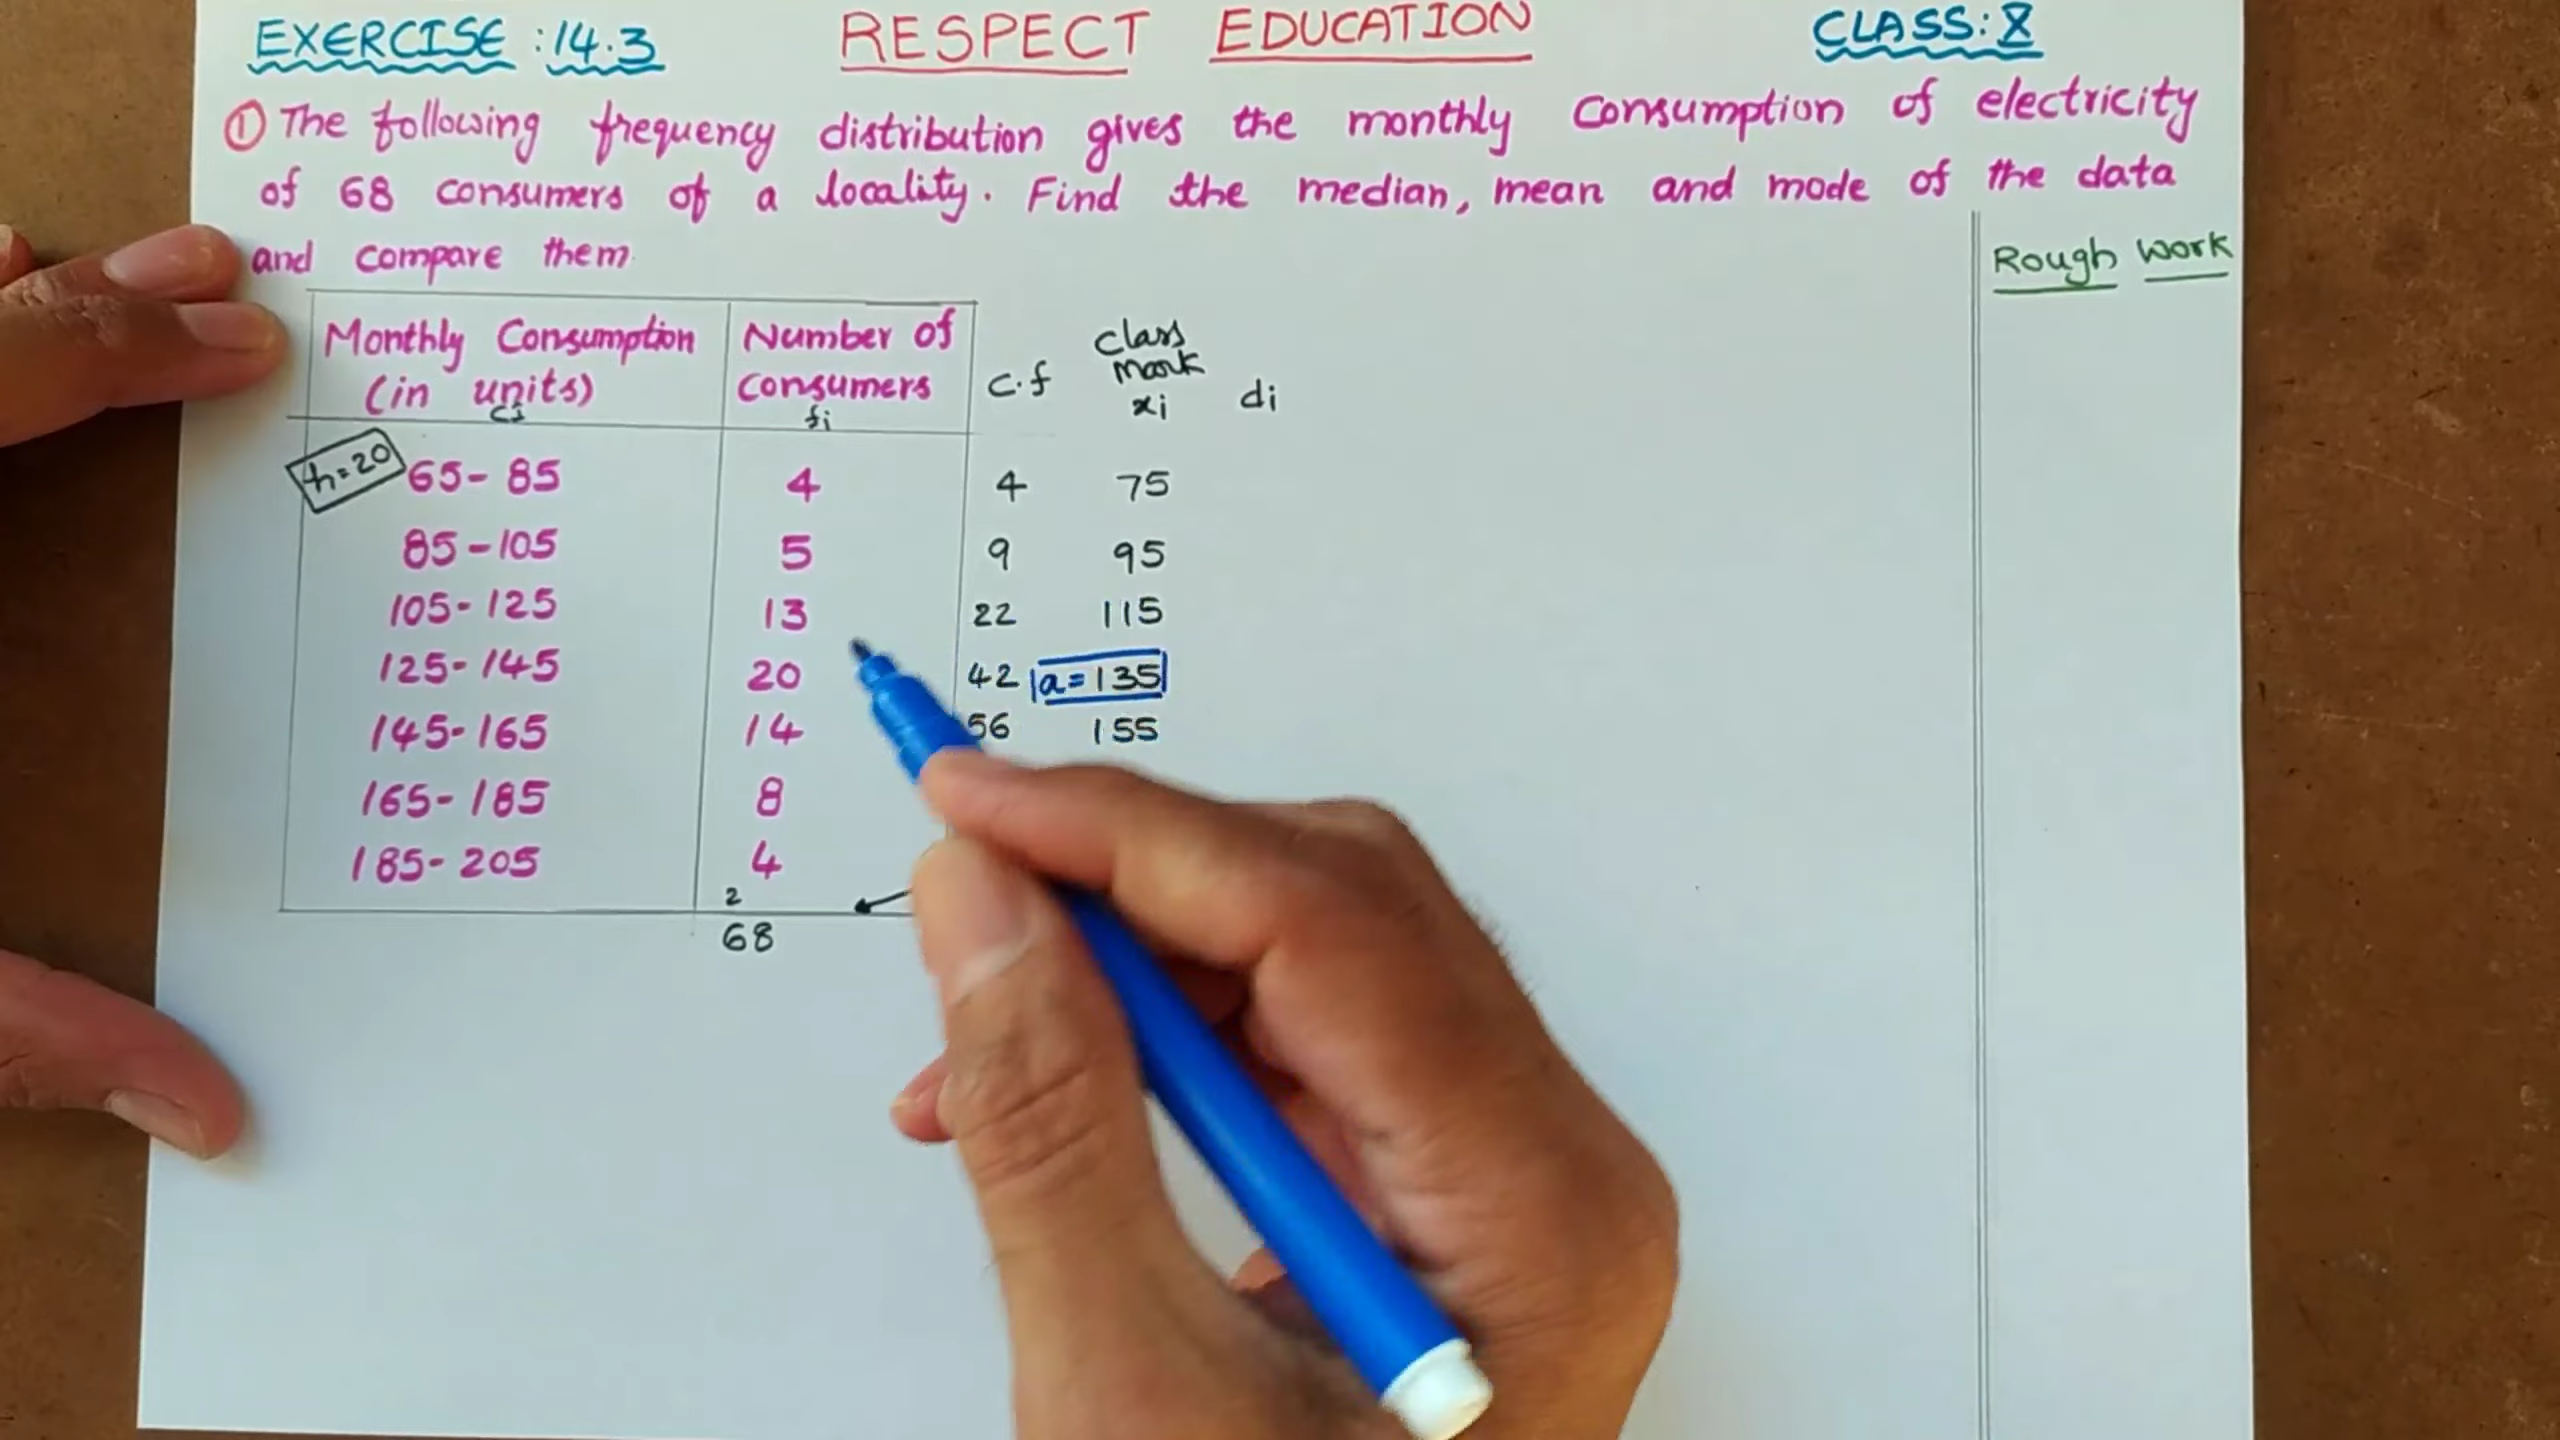 EXERCISE : 14.3 RESPECT EDUCATION CLASS: X
① The following frequency distribution gives the monthly consumption of electricity
of 68 consumers of a locality. Find the median, mean and mode of the data
and compare them.
Rough work
Monthly Consumption (in units) CI Number of consumers fi c.f class mark xi di
h=20 65- 85 4 4 75
85-105 5 9 95
105- 125 13 22 115
125- 145 20 42 a=135
145- 165 14 56 155
165- 185 8
185- 205 4
2
68